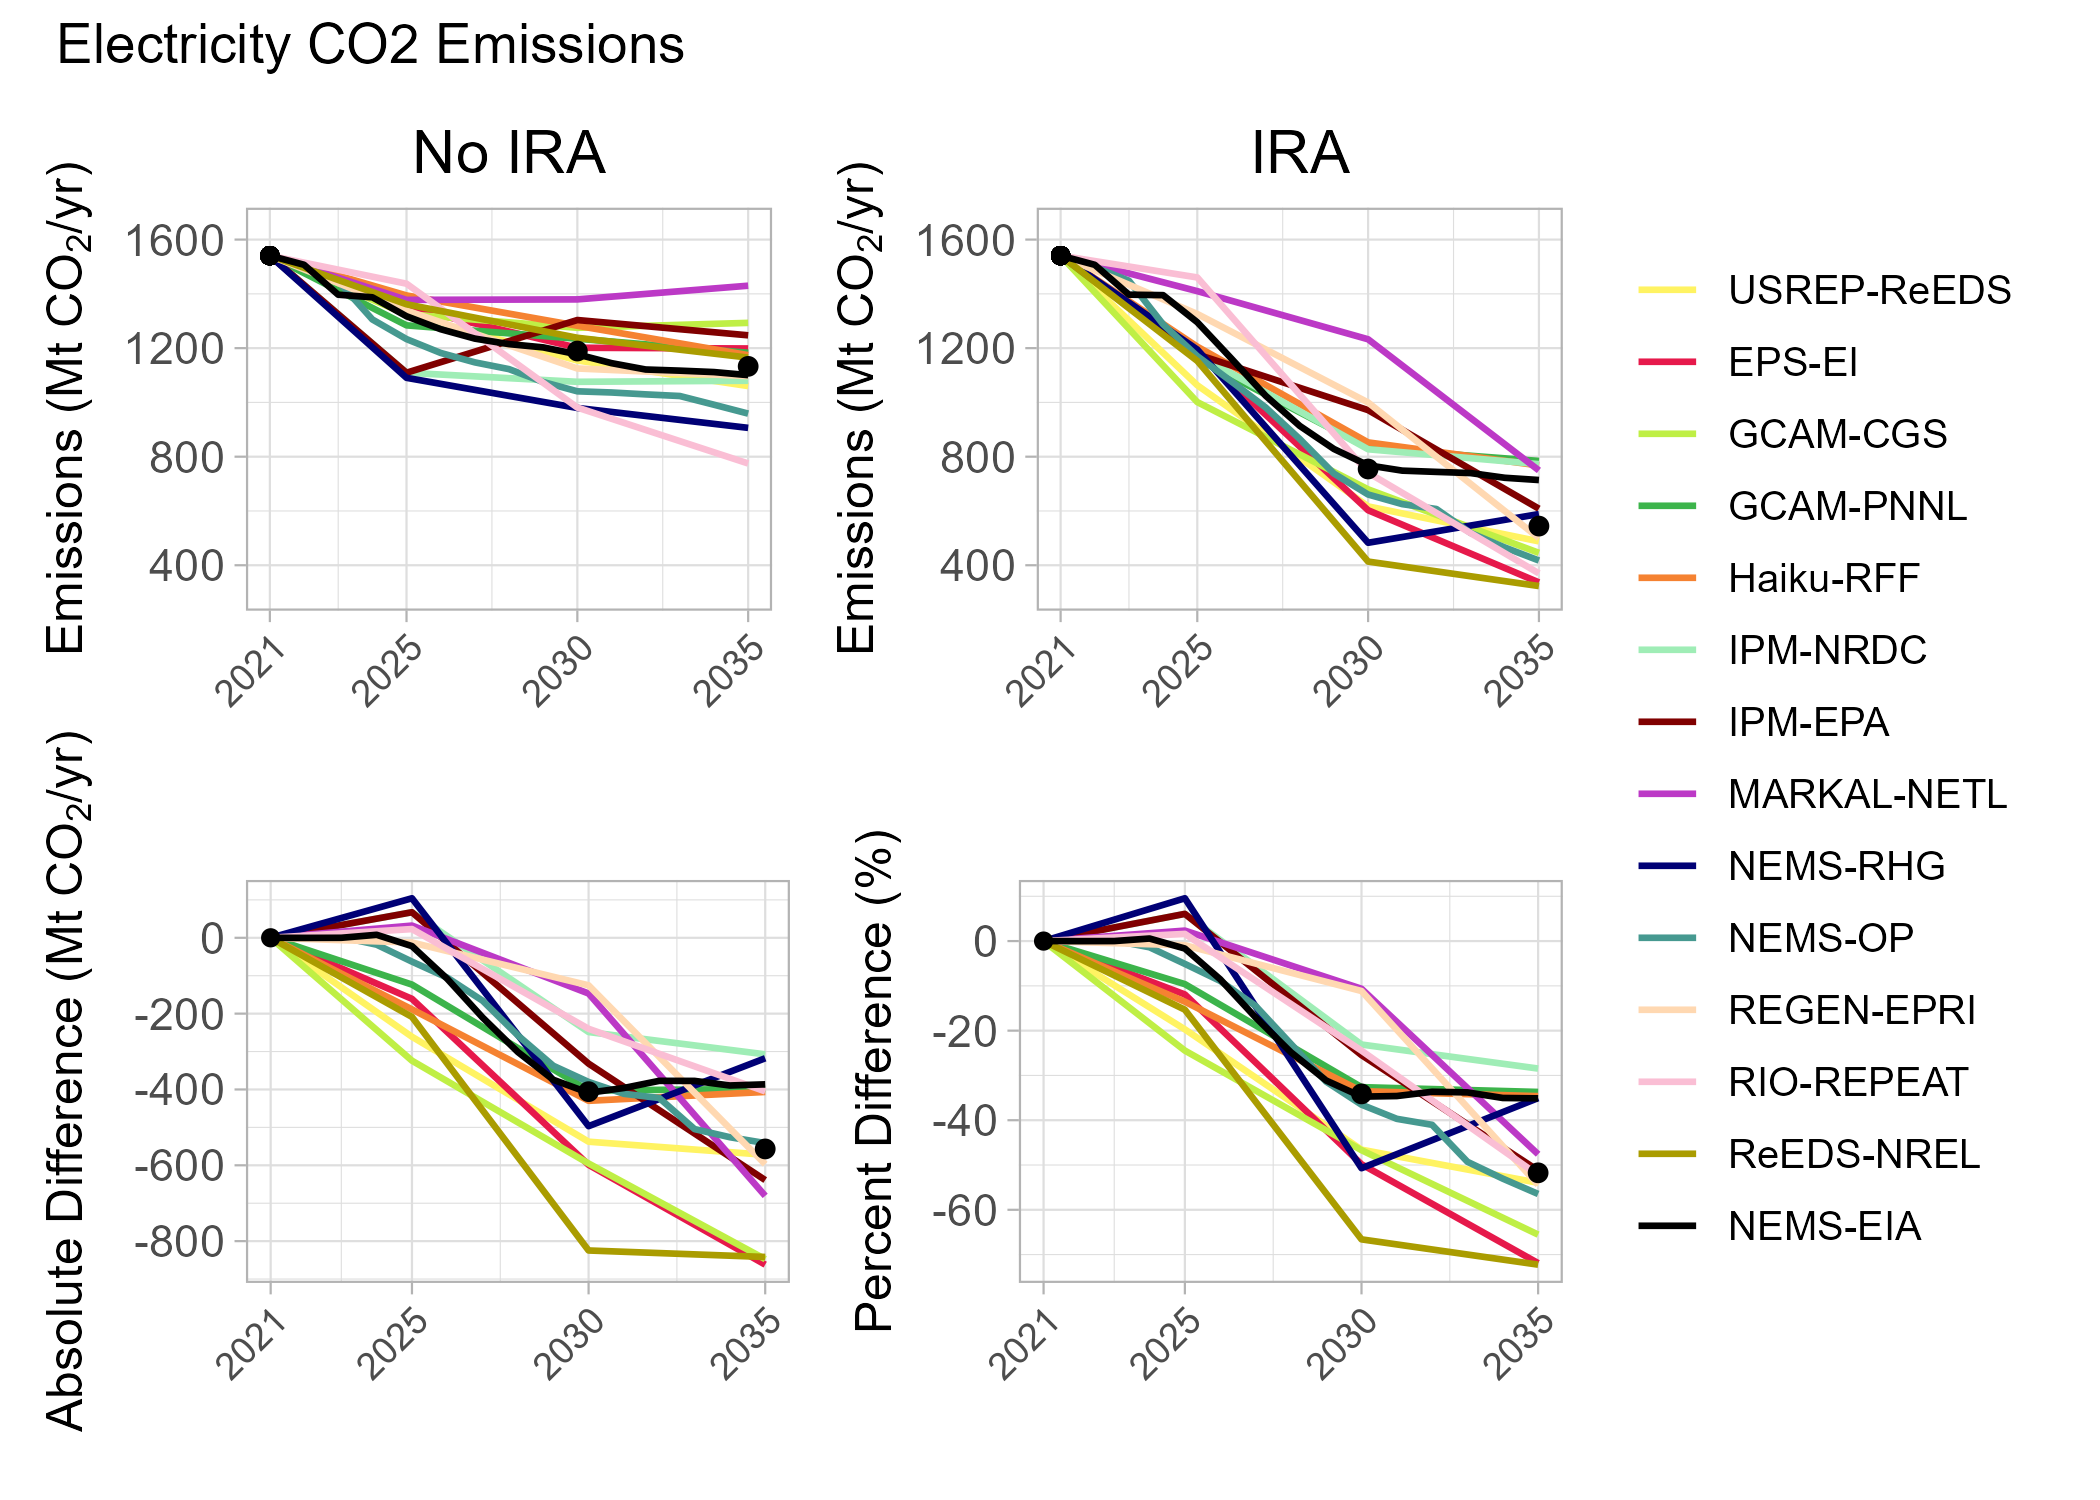 Electricity CO2 Emissions
No IRA
IRA
Emissions (Mt CO₂/yr)
1600
1200
800
400
2021
2025
2030
2035
Emissions (Mt CO₂/yr)
1600
1200
800
400
2021
2025
2030
2035
Absolute Difference (Mt CO₂/yr)
0
-200
-400
-600
-800
2021
2025
2030
2035
Percent Difference (%)
0
-20
-40
-60
2021
2025
2030
2035
USREP-ReEDS
EPS-EI
GCAM-CGS
GCAM-PNNL
Haiku-RFF
IPM-NRDC
IPM-EPA
MARKAL-NETL
NEMS-RHG
NEMS-OP
REGEN-EPRI
RIO-REPEAT
ReEDS-NREL
NEMS-EIA